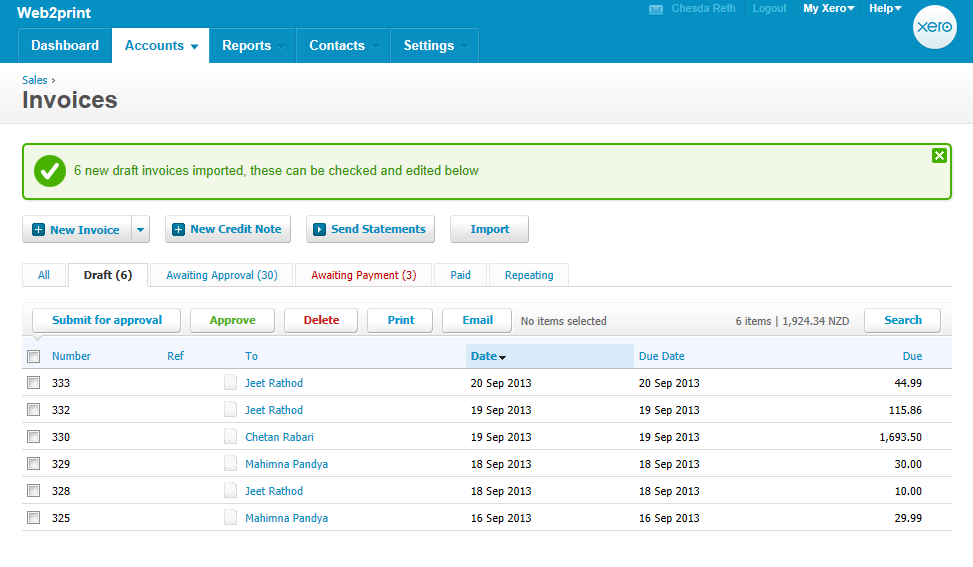 Web2print
Chesda Reth Logout My Xero Help
xero
Dashboard Accounts Reports Contacts Settings
Sales ›
Invoices
6 new draft invoices imported, these can be checked and edited below
New Invoice New Credit Note Send Statements Import
All Draft (6) Awaiting Approval (30) Awaiting Payment (3) Paid Repeating
Submit for approval Approve Delete Print Email No items selected 6 items | 1,924.34 NZD Search
Number Ref To Date Due Date Due
333 Jeet Rathod 20 Sep 2013 20 Sep 2013 44.99
332 Jeet Rathod 19 Sep 2013 19 Sep 2013 115.86
330 Chetan Rabari 19 Sep 2013 19 Sep 2013 1,693.50
329 Mahimna Pandya 18 Sep 2013 18 Sep 2013 30.00
328 Jeet Rathod 18 Sep 2013 18 Sep 2013 10.00
325 Mahimna Pandya 16 Sep 2013 16 Sep 2013 29.99